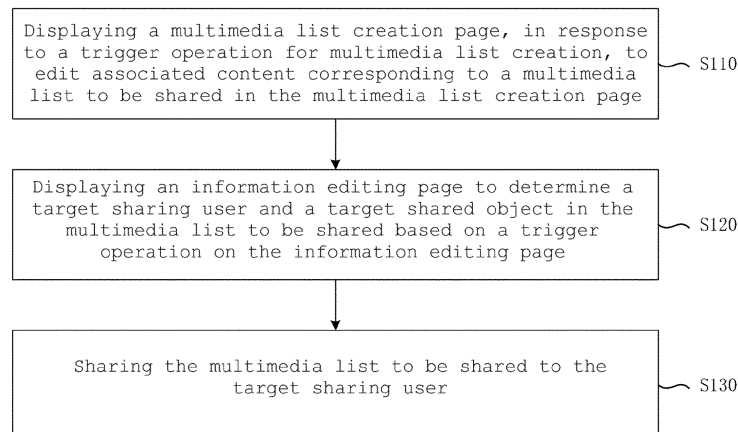 Displaying a multimedia list creation page, in response
to a trigger operation for multimedia list creation, to
edit associated content corresponding to a multimedia
list to be shared in the multimedia list creation page
S110
Displaying an information editing page to determine a
target sharing user and a target shared object in the
multimedia list to be shared based on a trigger
operation on the information editing page
S120
Sharing the multimedia list to be shared to the
target sharing user
S130